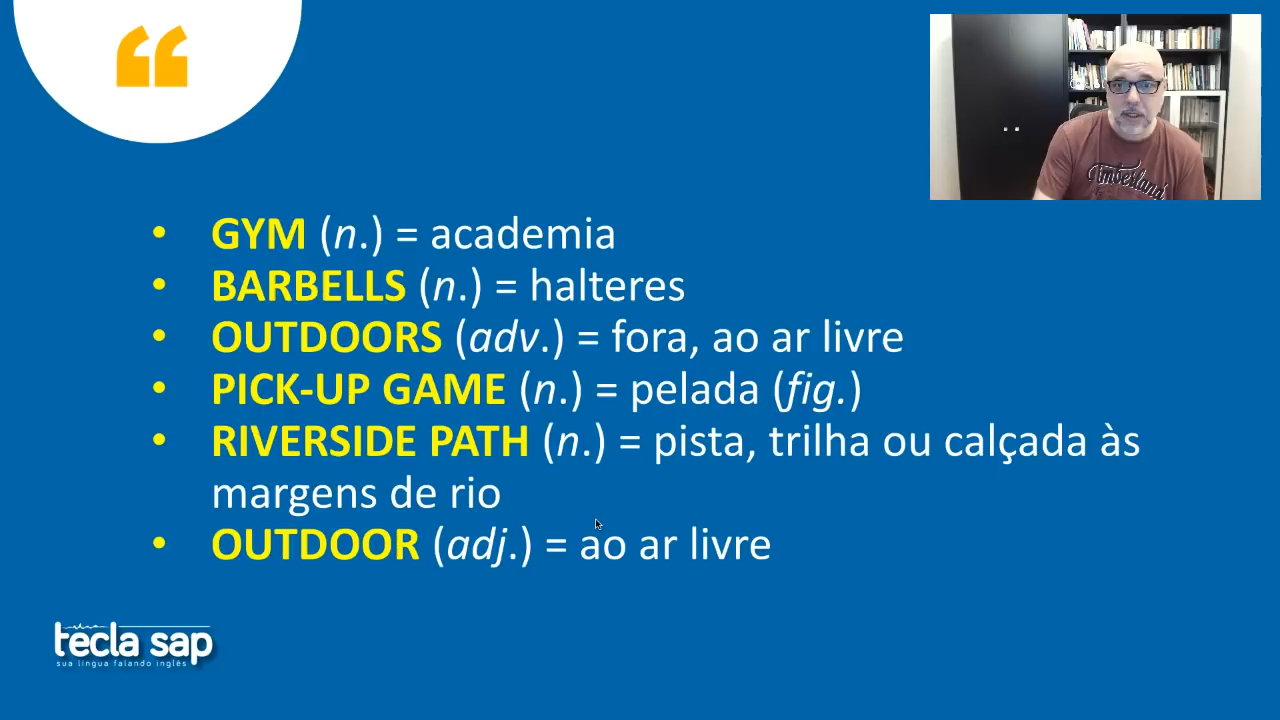 Timberland
• GYM (n.) = academia
• BARBELLS (n.) = halteres
• OUTDOORS (adv.) = fora, ao ar livre
• PICK-UP GAME (n.) = pelada (fig.)
• RIVERSIDE PATH (n.) = pista, trilha ou calçada às
margens de rio
• OUTDOOR (adj.) = ao ar livre
tecla sap
sua língua falando inglês